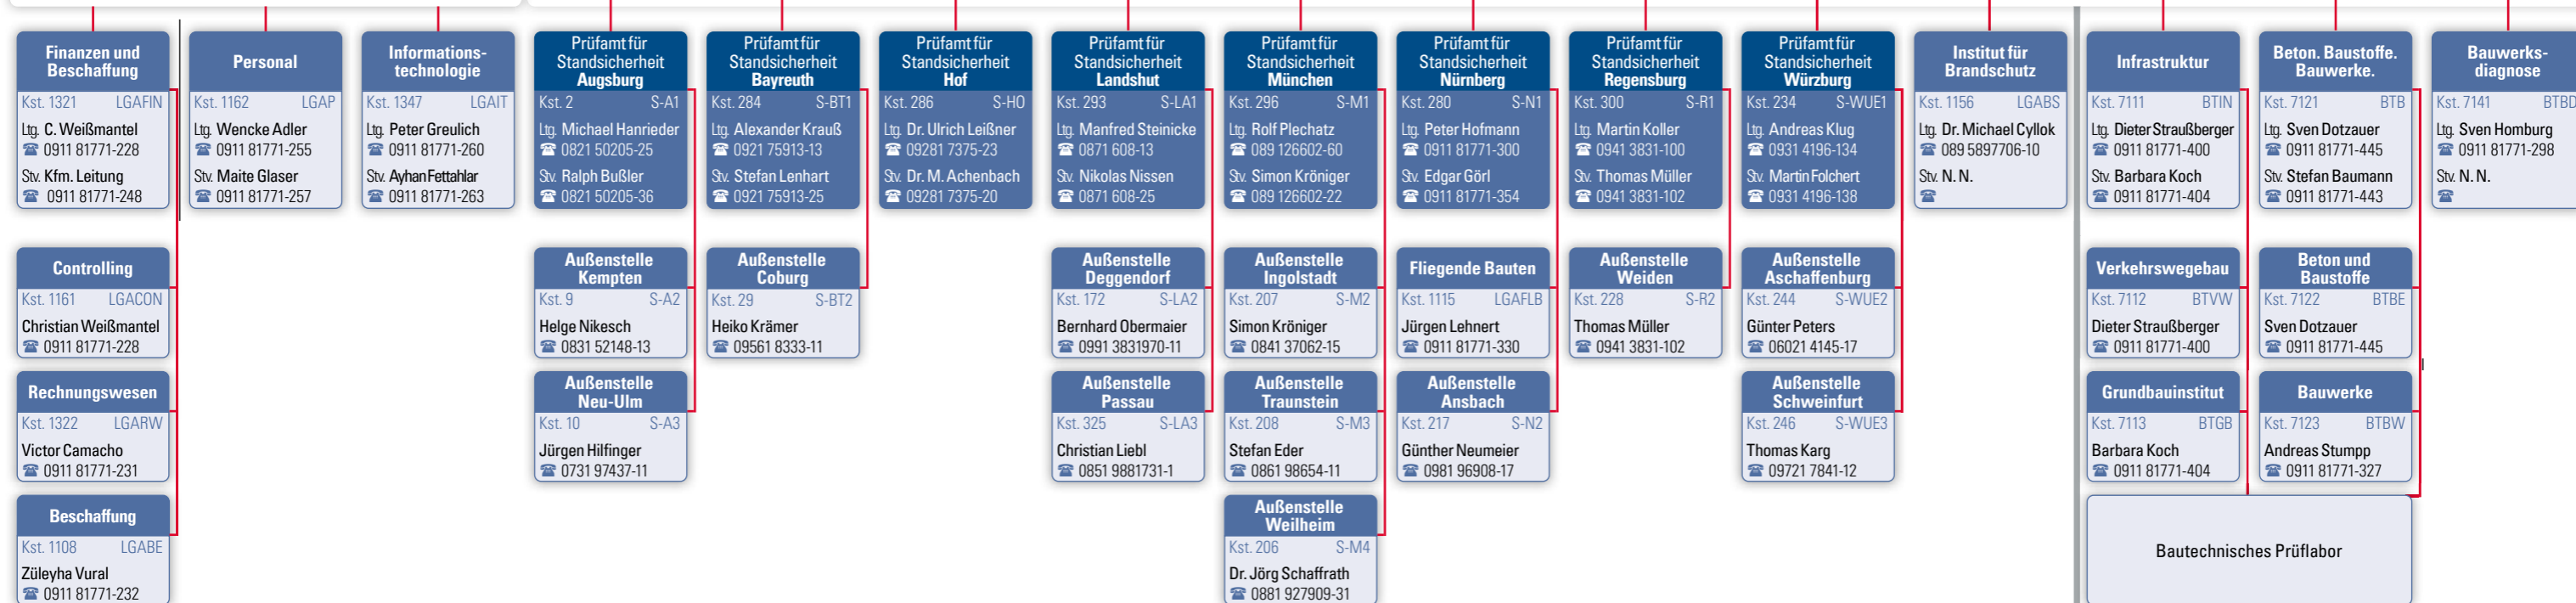 Finanzen und
Beschaffung
Kst. 1321 LGAFIN
Ltg. C. Weißmantel
☎ 0911 81771-228
Stv. Kfm. Leitung
☎ 0911 81771-248
Controlling
Kst. 1161 LGACON
Christian Weißmantel
☎ 0911 81771-228
Rechnungswesen
Kst. 1322 LGARW
Victor Camacho
☎ 0911 81771-231
Beschaffung
Kst. 1108 LGABE
Züleyha Vural
☎ 0911 81771-232
Personal
Kst. 1162 LGAP
Ltg. Wencke Adler
☎ 0911 81771-255
Stv. Maite Glaser
☎ 0911 81771-257
Informations-
technologie
Kst. 1347 LGAIT
Ltg. Peter Greulich
☎ 0911 81771-260
Stv. Ayhan Fettahlar
☎ 0911 81771-263
Prüfamt für
Standsicherheit
Augsburg
Kst. 2 S-A1
Ltg. Michael Hanrieder
☎ 0821 50205-25
Stv. Ralph Bußler
☎ 0821 50205-36
Außenstelle
Kempten
Kst. 9 S-A2
Helge Nikesch
☎ 0831 52148-13
Außenstelle
Neu-Ulm
Kst. 10 S-A3
Jürgen Hilfinger
☎ 0731 97437-11
Prüfamt für
Standsicherheit
Bayreuth
Kst. 284 S-BT1
Ltg. Alexander Krauß
☎ 0921 75913-13
Stv. Stefan Lenhart
☎ 0921 75913-25
Außenstelle
Coburg
Kst. 29 S-BT2
Heiko Krämer
☎ 09561 8333-11
Prüfamt für
Standsicherheit
Hof
Kst. 286 S-HO
Ltg. Dr. Ulrich Leißner
☎ 09281 7375-23
Stv. Dr. M. Achenbach
☎ 09281 7375-20
Prüfamt für
Standsicherheit
Landshut
Kst. 293 S-LA1
Ltg. Manfred Steinicke
☎ 0871 608-13
Stv. Nikolas Nissen
☎ 0871 608-25
Außenstelle
Deggendorf
Kst. 172 S-LA2
Bernhard Obermaier
☎ 0991 3831970-11
Außenstelle
Passau
Kst. 325 S-LA3
Christian Liebl
☎ 0851 9881731-1
Prüfamt für
Standsicherheit
München
Kst. 296 S-M1
Ltg. Rolf Plechatz
☎ 089 126602-60
Stv. Simon Kröniger
☎ 089 126602-22
Außenstelle
Ingolstadt
Kst. 207 S-M2
Simon Kröniger
☎ 0841 37062-15
Außenstelle
Traunstein
Kst. 208 S-M3
Stefan Eder
☎ 0861 98654-11
Außenstelle
Weilheim
Kst. 206 S-M4
Dr. Jörg Schaffrath
☎ 0881 927909-31
Prüfamt für
Standsicherheit
Nürnberg
Kst. 280 S-N1
Ltg. Peter Hofmann
☎ 0911 81771-300
Stv. Edgar Görl
☎ 0911 81771-354
Fliegende Bauten
Kst. 1115 LGAFLB
Jürgen Lehnert
☎ 0911 81771-330
Außenstelle
Ansbach
Kst. 217 S-N2
Günther Neumeier
☎ 0981 96908-17
Prüfamt für
Standsicherheit
Regensburg
Kst. 300 S-R1
Ltg. Martin Koller
☎ 0941 3831-100
Stv. Thomas Müller
☎ 0941 3831-102
Außenstelle
Weiden
Kst. 228 S-R2
Thomas Müller
☎ 0941 3831-102
Prüfamt für
Standsicherheit
Würzburg
Kst. 234 S-WUE1
Ltg. Andreas Klug
☎ 0931 4196-134
Stv. Martin Folchert
☎ 0931 4196-138
Außenstelle
Aschaffenburg
Kst. 244 S-WUE2
Günter Peters
☎ 06021 4145-17
Außenstelle
Schweinfurt
Kst. 246 S-WUE3
Thomas Karg
☎ 09721 7841-12
Institut für
Brandschutz
Kst. 1156 LGABS
Ltg. Dr. Michael Cyllok
☎ 089 5897706-10
Stv. N. N.
☎
Infrastruktur
Kst. 7111 BTIN
Ltg. Dieter Straußberger
☎ 0911 81771-400
Stv. Barbara Koch
☎ 0911 81771-404
Verkehrswegebau
Kst. 7112 BTVW
Dieter Straußberger
☎ 0911 81771-400
Grundbauinstitut
Kst. 7113 BTGB
Barbara Koch
☎ 0911 81771-404
Beton. Baustoffe.
Bauwerke.
Kst. 7121 BTB
Ltg. Sven Dotzauer
☎ 0911 81771-445
Stv. Stefan Baumann
☎ 0911 81771-443
Beton und
Baustoffe
Kst. 7122 BTBE
Sven Dotzauer
☎ 0911 81771-445
Bauwerke
Kst. 7123 BTBW
Andreas Stumpp
☎ 0911 81771-327
Bautechnisches Prüflabor
Bauwerks-
diagnose
Kst. 7141 BTBD
Ltg. Sven Homburg
☎ 0911 81771-298
Stv. N. N.
☎